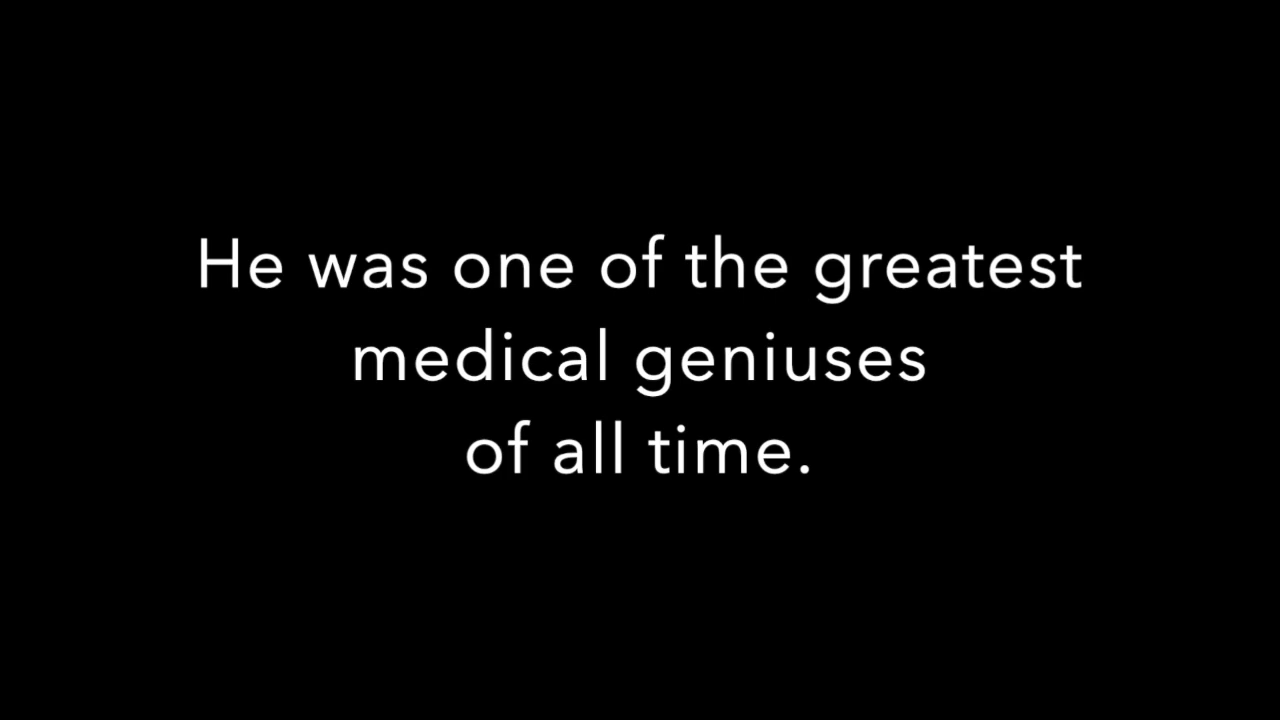 He was one of the greatest
medical geniuses
of all time.